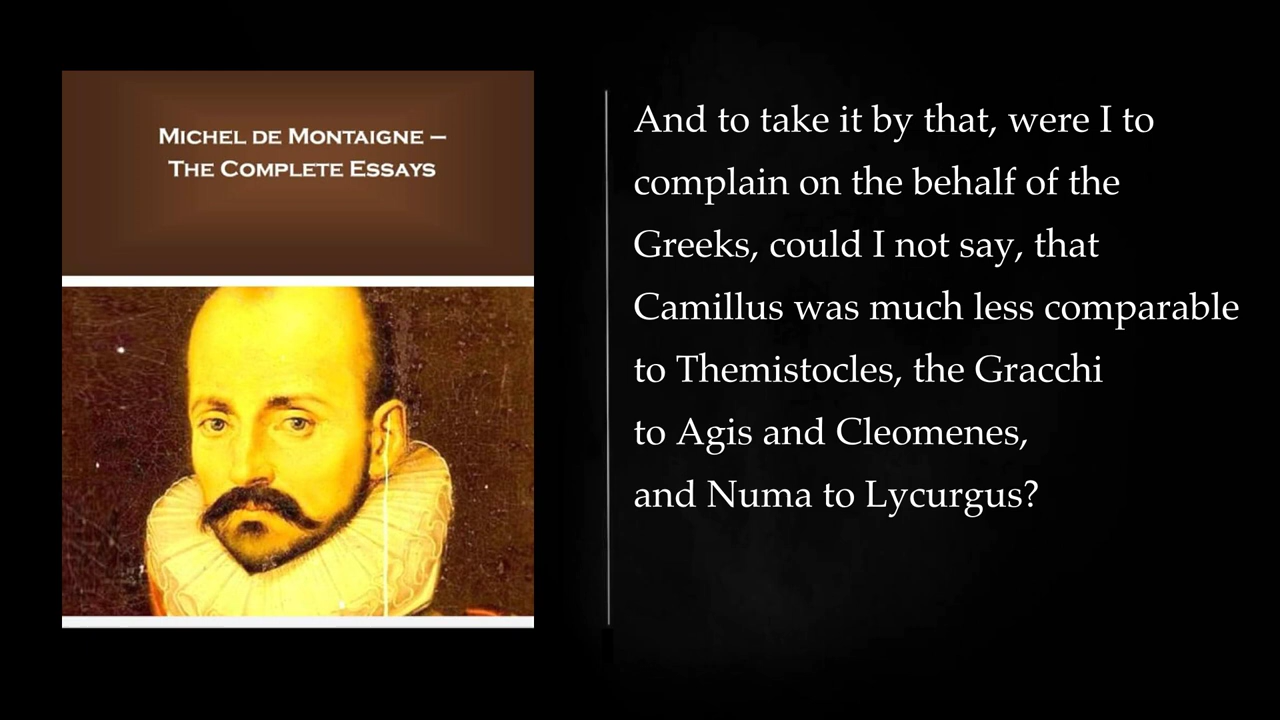 MICHEL DE MONTAIGNE –
THE COMPLETE ESSAYS
And to take it by that, were I to
complain on the behalf of the
Greeks, could I not say, that
Camillus was much less comparable
to Themistocles, the Gracchi
to Agis and Cleomenes,
and Numa to Lycurgus?